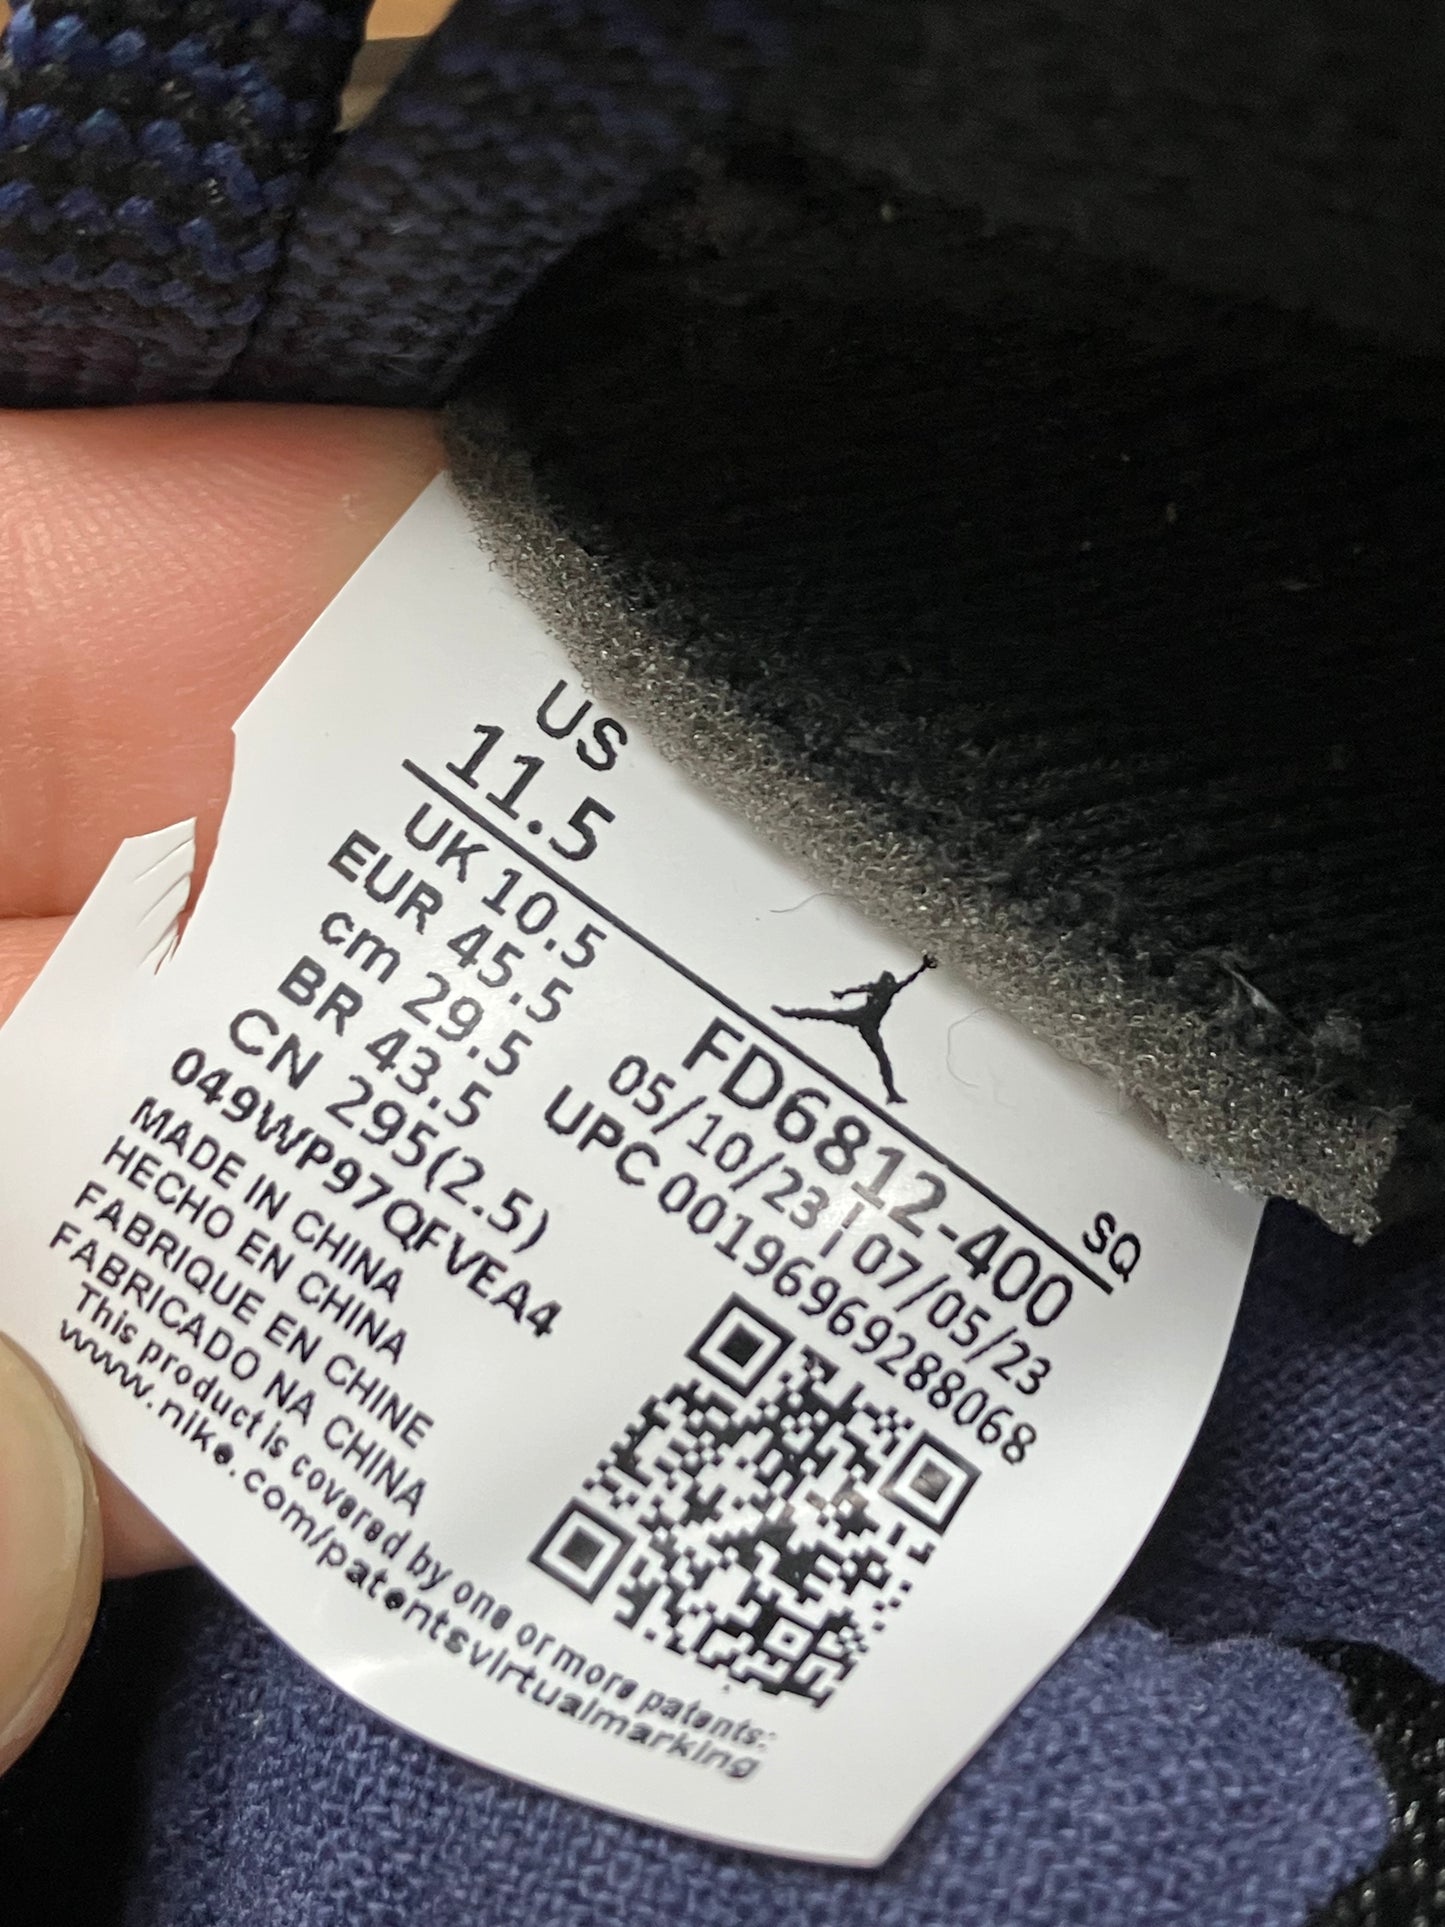 US
11.5
UK 10.5
EUR 45.5
cm 29.5
BR 43.5
CN 295(2.5)
049WP97QFVEA4
MADE IN CHINA
HECHO EN CHINA
FABRIQUE EN CHINE
FABRICADO NA CHINA
This product is covered by one or more patents:
www.nike.com/patentsvirtualmarking
SQ
FD6812-400
05/10/23 | 07/05/23
UPC 00196969288068